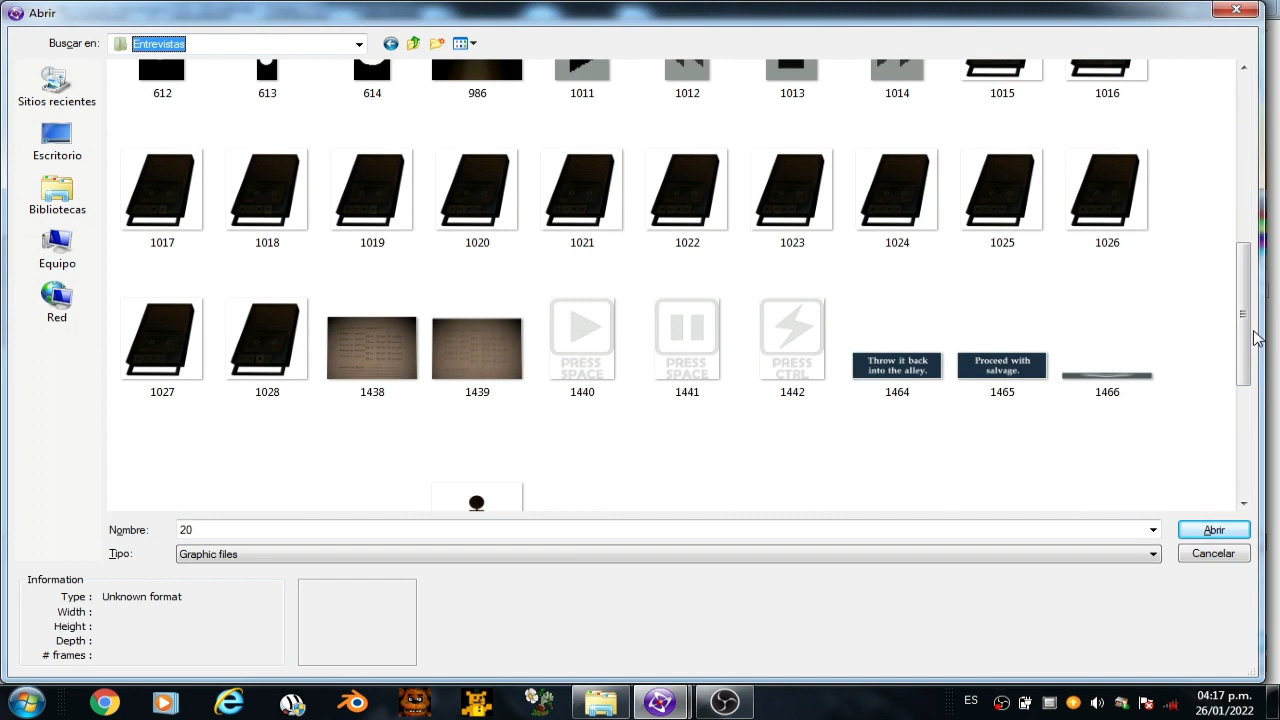 Abrir
Buscar en: Entrevistas
Sitios recientes
Escritorio
Bibliotecas
Equipo
Red
612 613 614 986 1011 1012 1013 1014 1015 1016
1017 1018 1019 1020 1021 1022 1023 1024 1025 1026
PRESS SPACE
PRESS SPACE
PRESS CTRL
Throw it back
into the alley.
Proceed with
salvage.
1027 1028 1438 1439 1440 1441 1442 1464 1465 1466
Nombre: 20 Abrir
Tipo: Graphic files Cancelar
Information
Type : Unknown format
Width :
Height :
Depth :
# frames :
ES
04:17 p.m.
26/01/2022